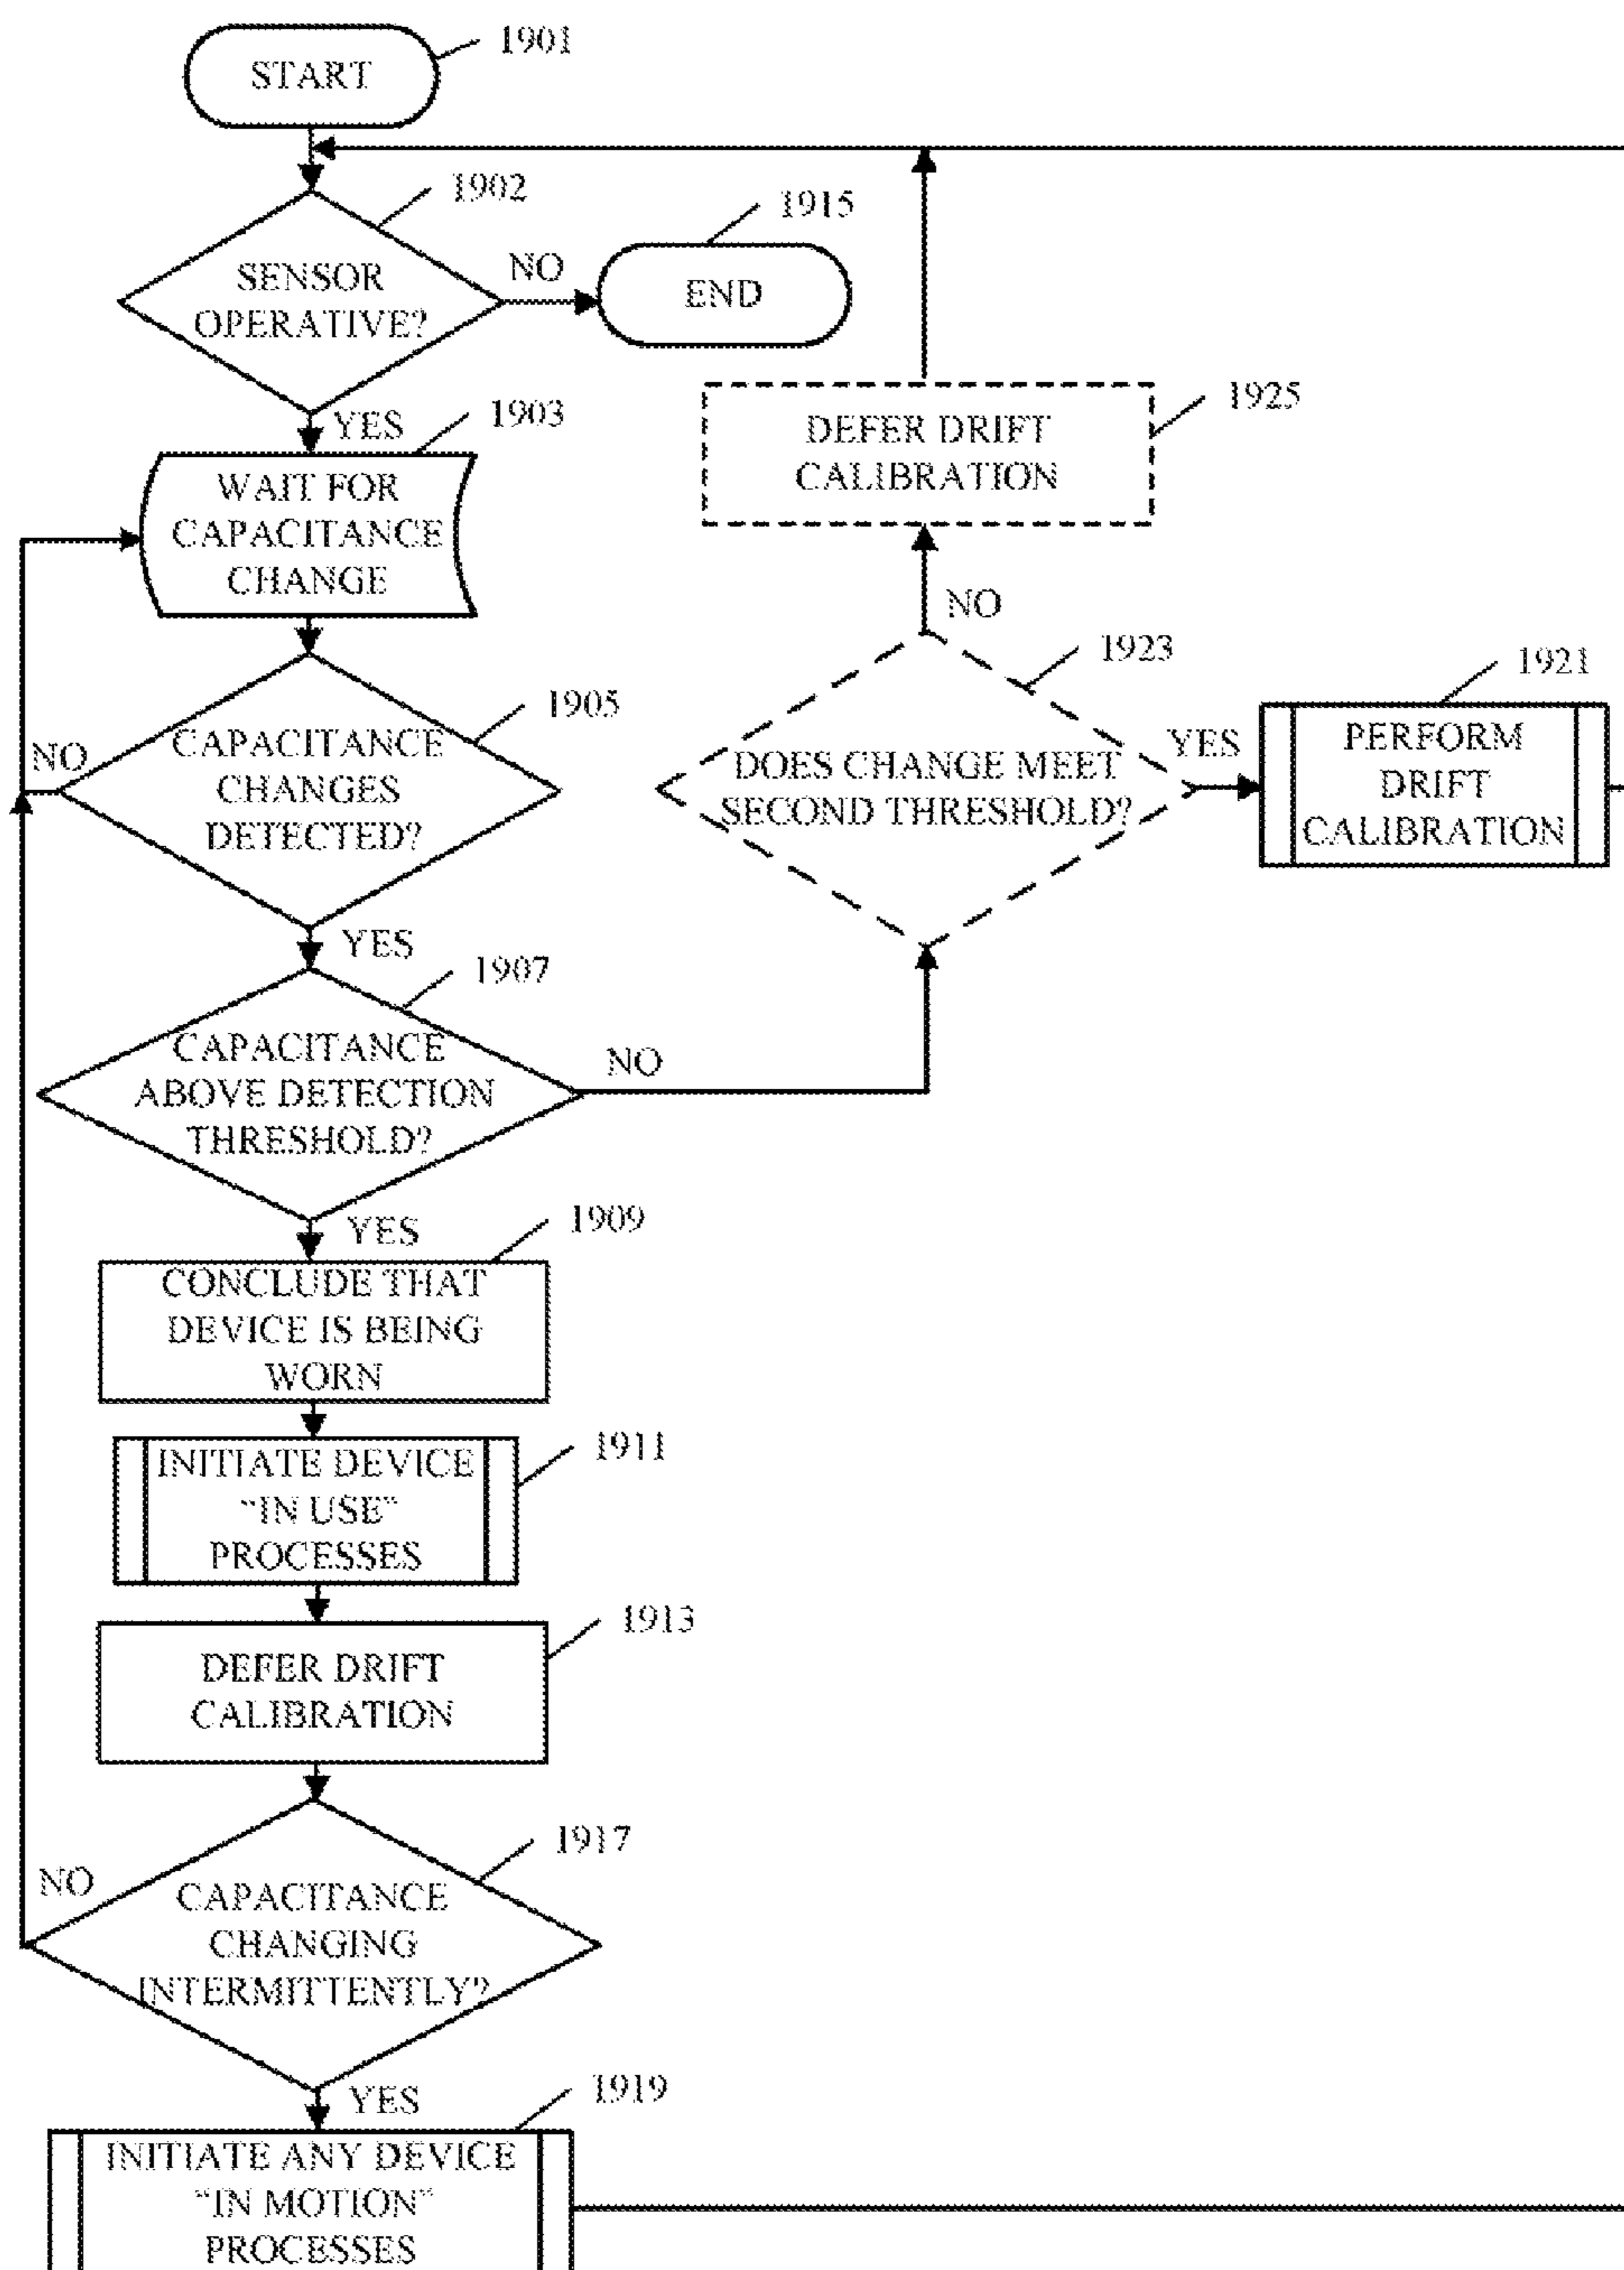 START
1901
1902
SENSOR
OPERATIVE?
NO
1915
END
YES
1903
WAIT FOR
CAPACITANCE
CHANGE
1925
DEFER DRIFT
CALIBRATION
NO
1905
CAPACITANCE
CHANGES
DETECTED?
NO
YES
1923
DOES CHANGE MEET
SECOND THRESHOLD?
YES
1921
PERFORM
DRIFT
CALIBRATION
1907
CAPACITANCE
ABOVE DETECTION
THRESHOLD?
NO
YES
1909
CONCLUDE THAT
DEVICE IS BEING
WORN
1911
INITIATE DEVICE
“IN USE”
PROCESSES
1913
DEFER DRIFT
CALIBRATION
1917
NO
CAPACITANCE
CHANGING
INTERMITTENTLY?
YES
1919
INITIATE ANY DEVICE
“IN MOTION”
PROCESSES